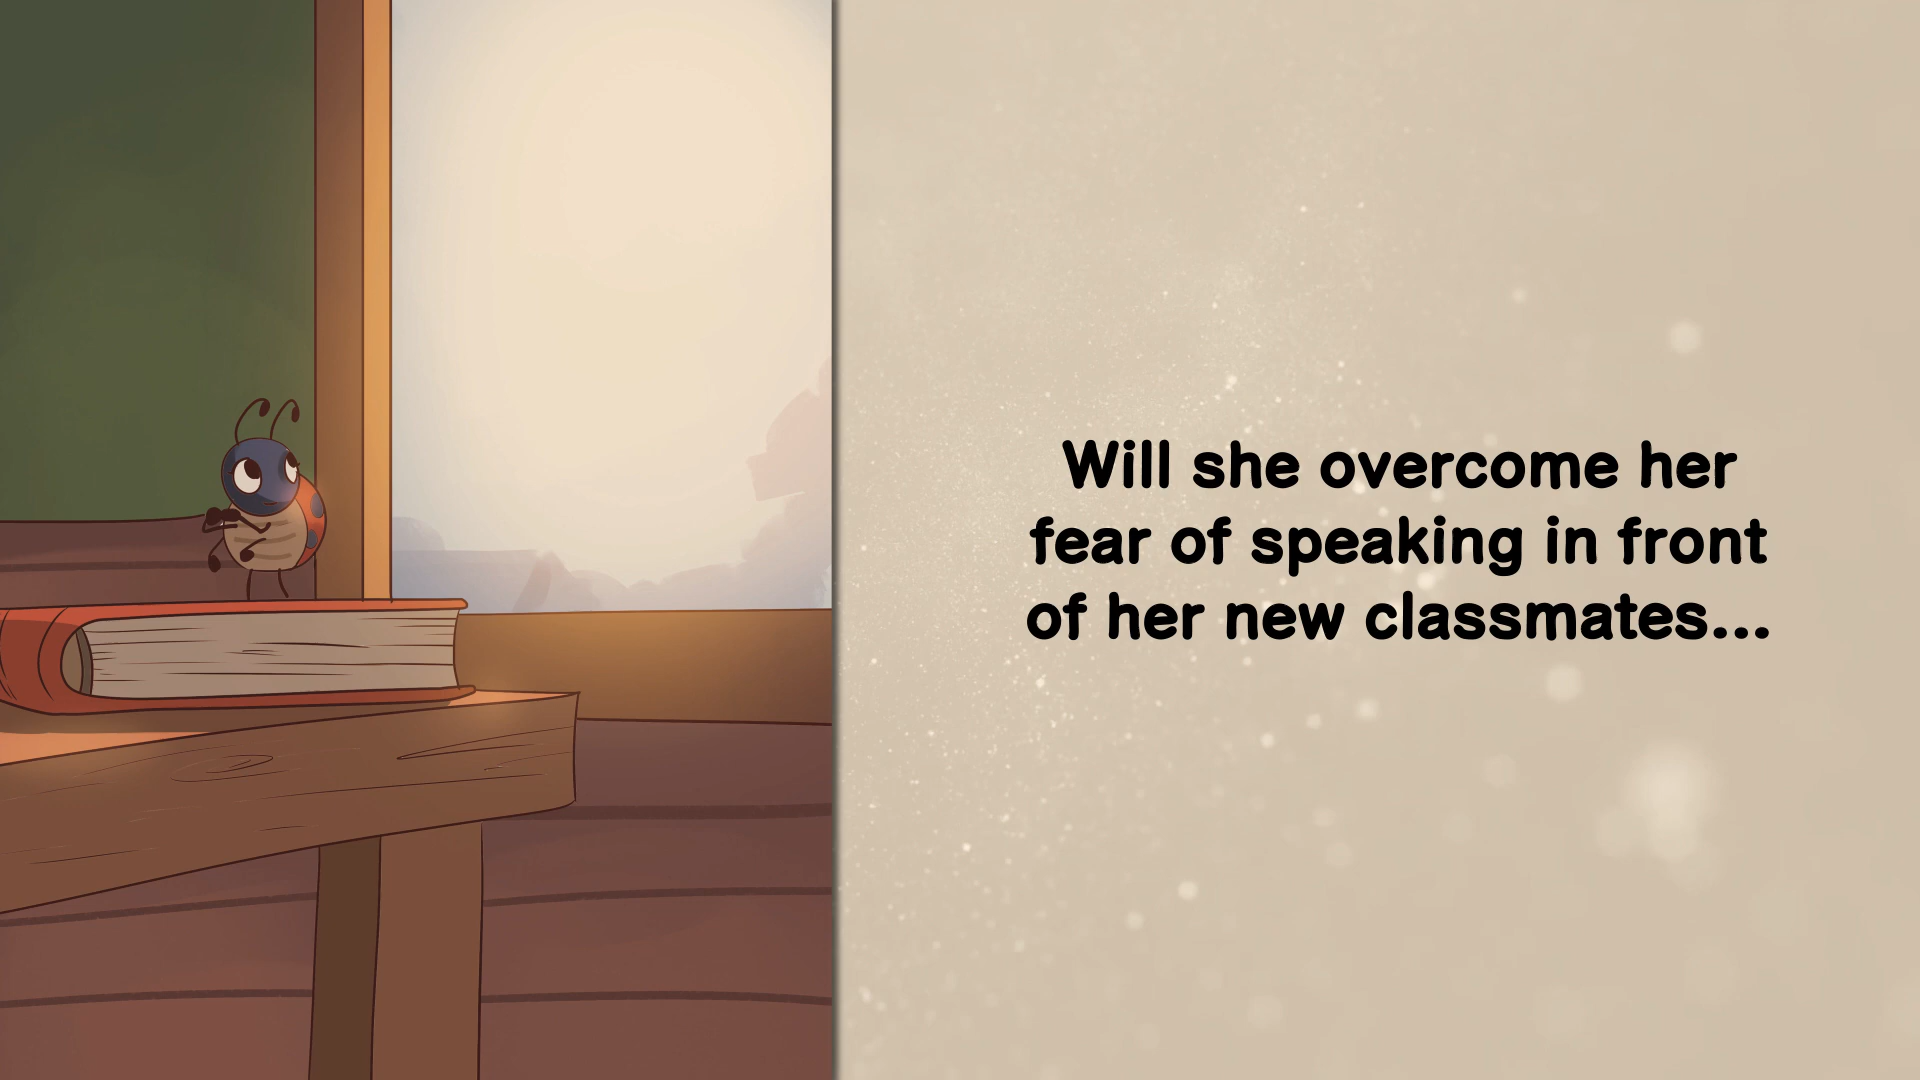 Will she overcome her
fear of speaking in front
of her new classmates...